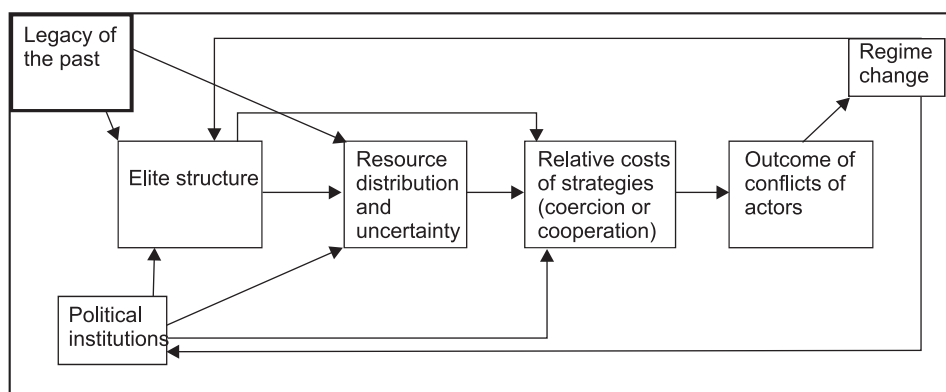 Legacy of
the past
Regime
change
Elite structure
Resource
distribution
and
uncertainty
Relative costs
of strategies
(coercion or
cooperation)
Outcome of
conflicts of
actors
Political
institutions